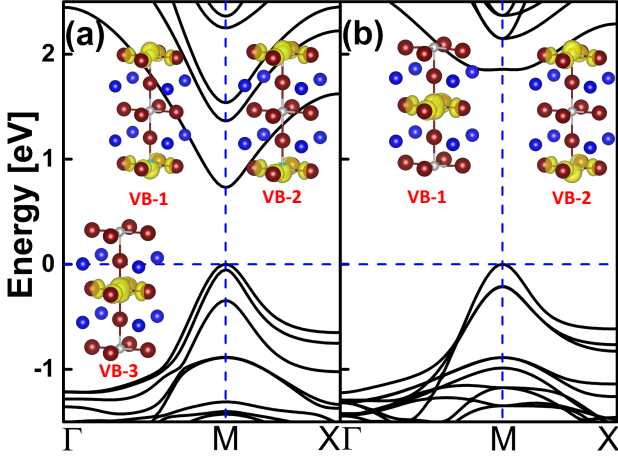 (a)
(b)
Energy [eV]
2
1
0
-1
VB-1
VB-2
VB-1
VB-2
VB-3
Γ
M
X
Γ
M
X